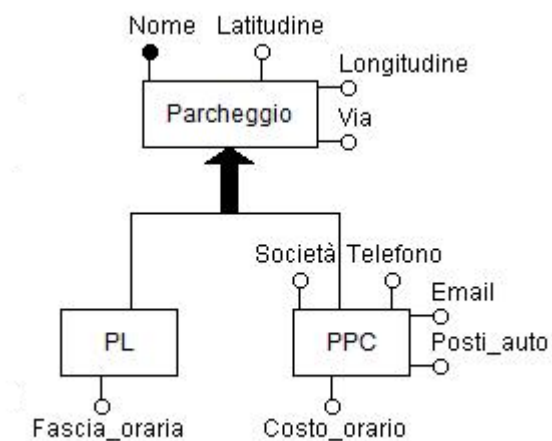 Nome Latitudine
Longitudine
Parcheggio
Via
Società Telefono
Email
PL
PPC
Posti_auto
Fascia_oraria
Costo_orario